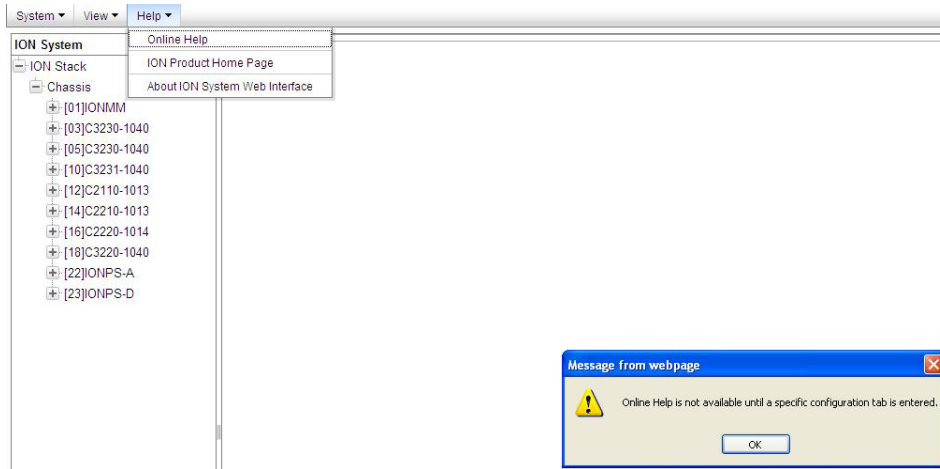 System View Help
Online Help
ION Product Home Page
About ION System Web Interface
ION System
ION Stack
Chassis
[01]IONMM
[03]C3230-1040
[05]C3230-1040
[10]C3231-1040
[12]C2110-1013
[14]C2210-1013
[16]C2220-1014
[18]C3220-1040
[22]IONPS-A
[23]IONPS-D
Message from webpage
Online Help is not available until a specific configuration tab is entered.
OK